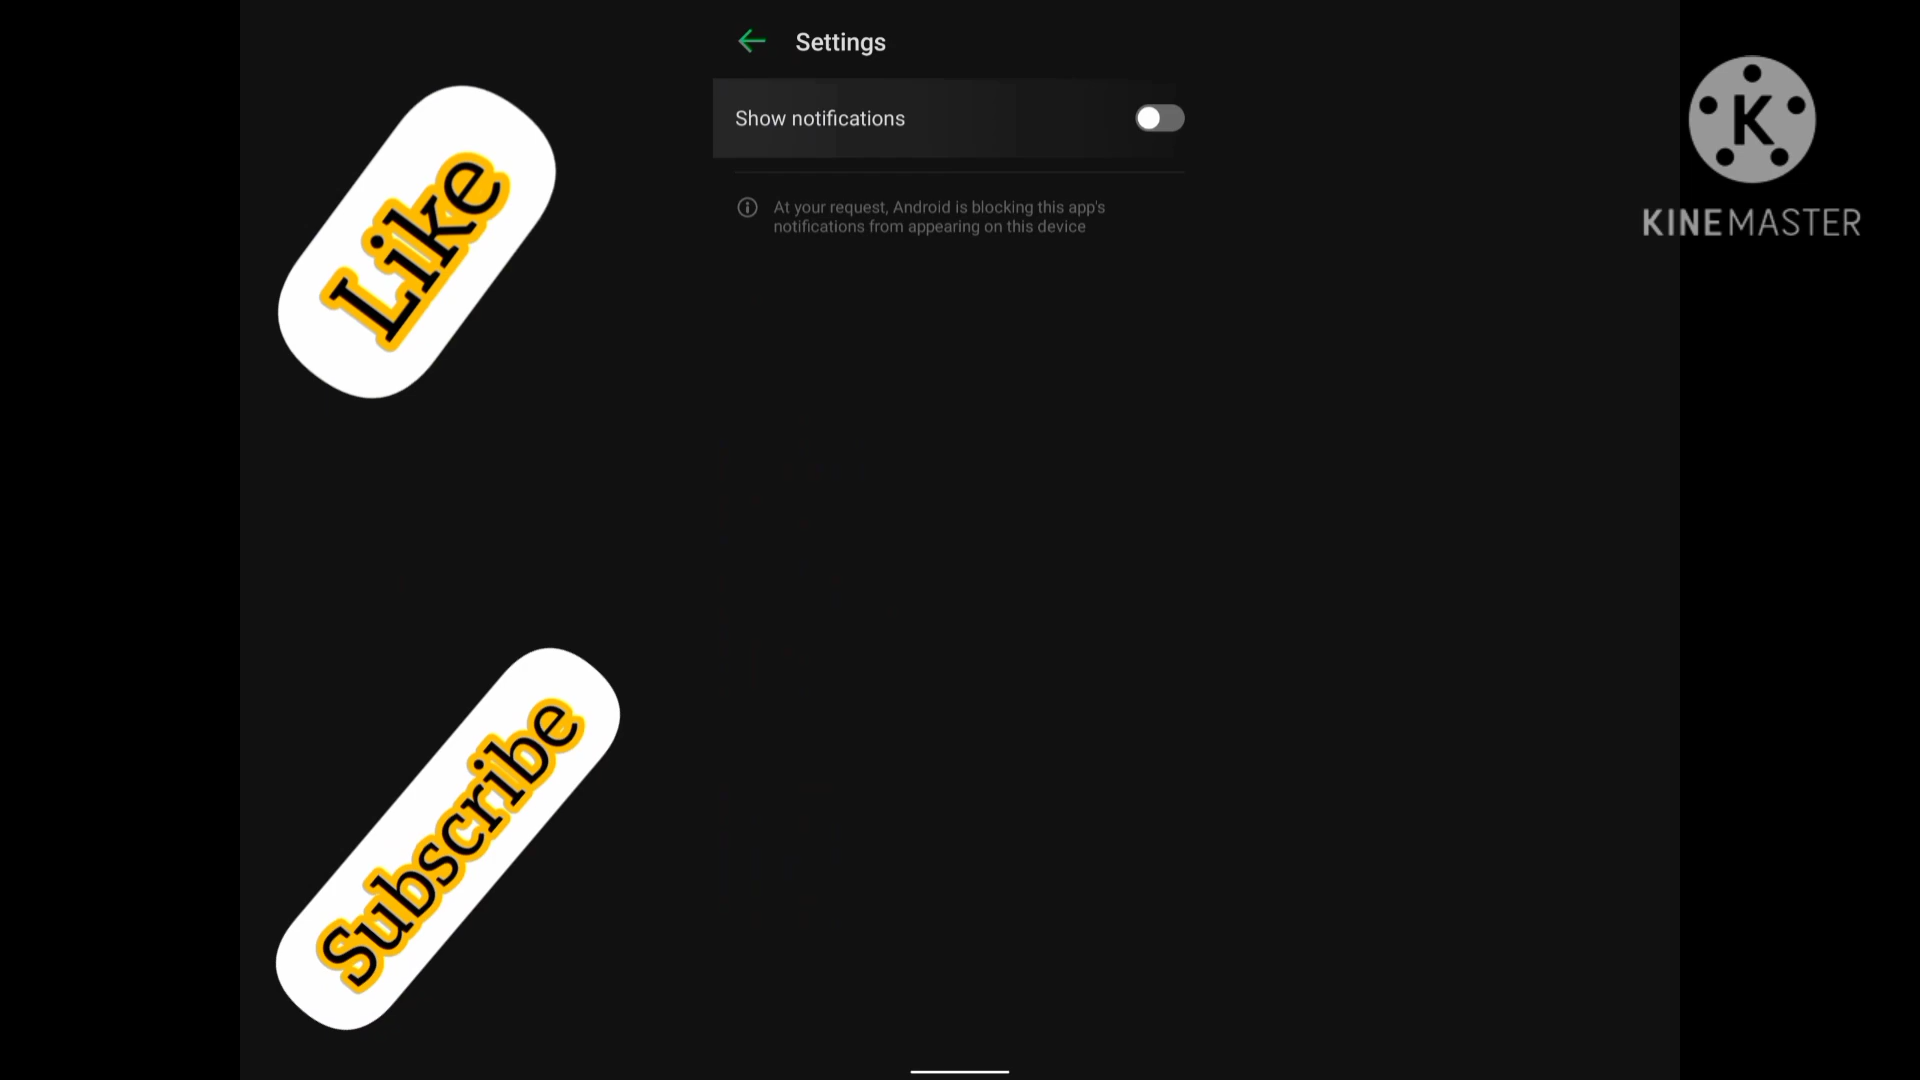 Settings
Show notifications
At your request, Android is blocking this app's
notifications from appearing on this device
Like
Subscribe
K
KINEMASTER